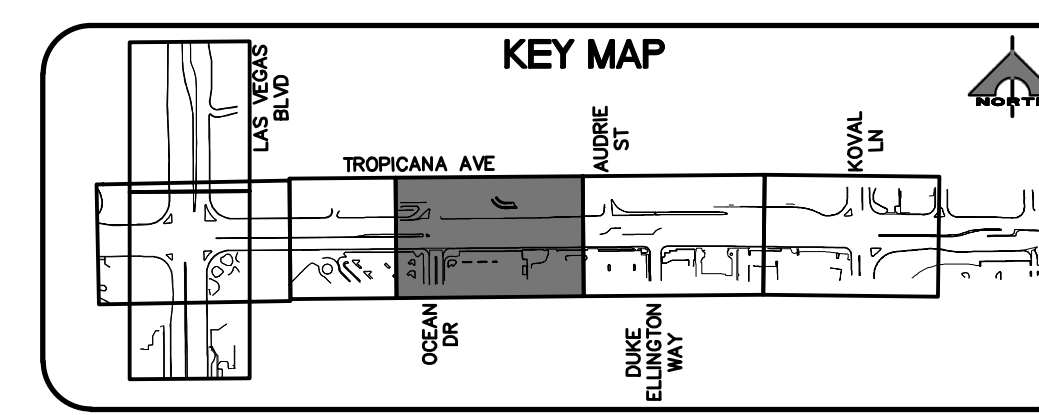 KEY MAP
LAS VEGAS
BLVD
TROPICANA AVE
AUDRIE
ST
KOVAL
LN
OCEAN
DR
DUKE
ELLINGTON
WAY